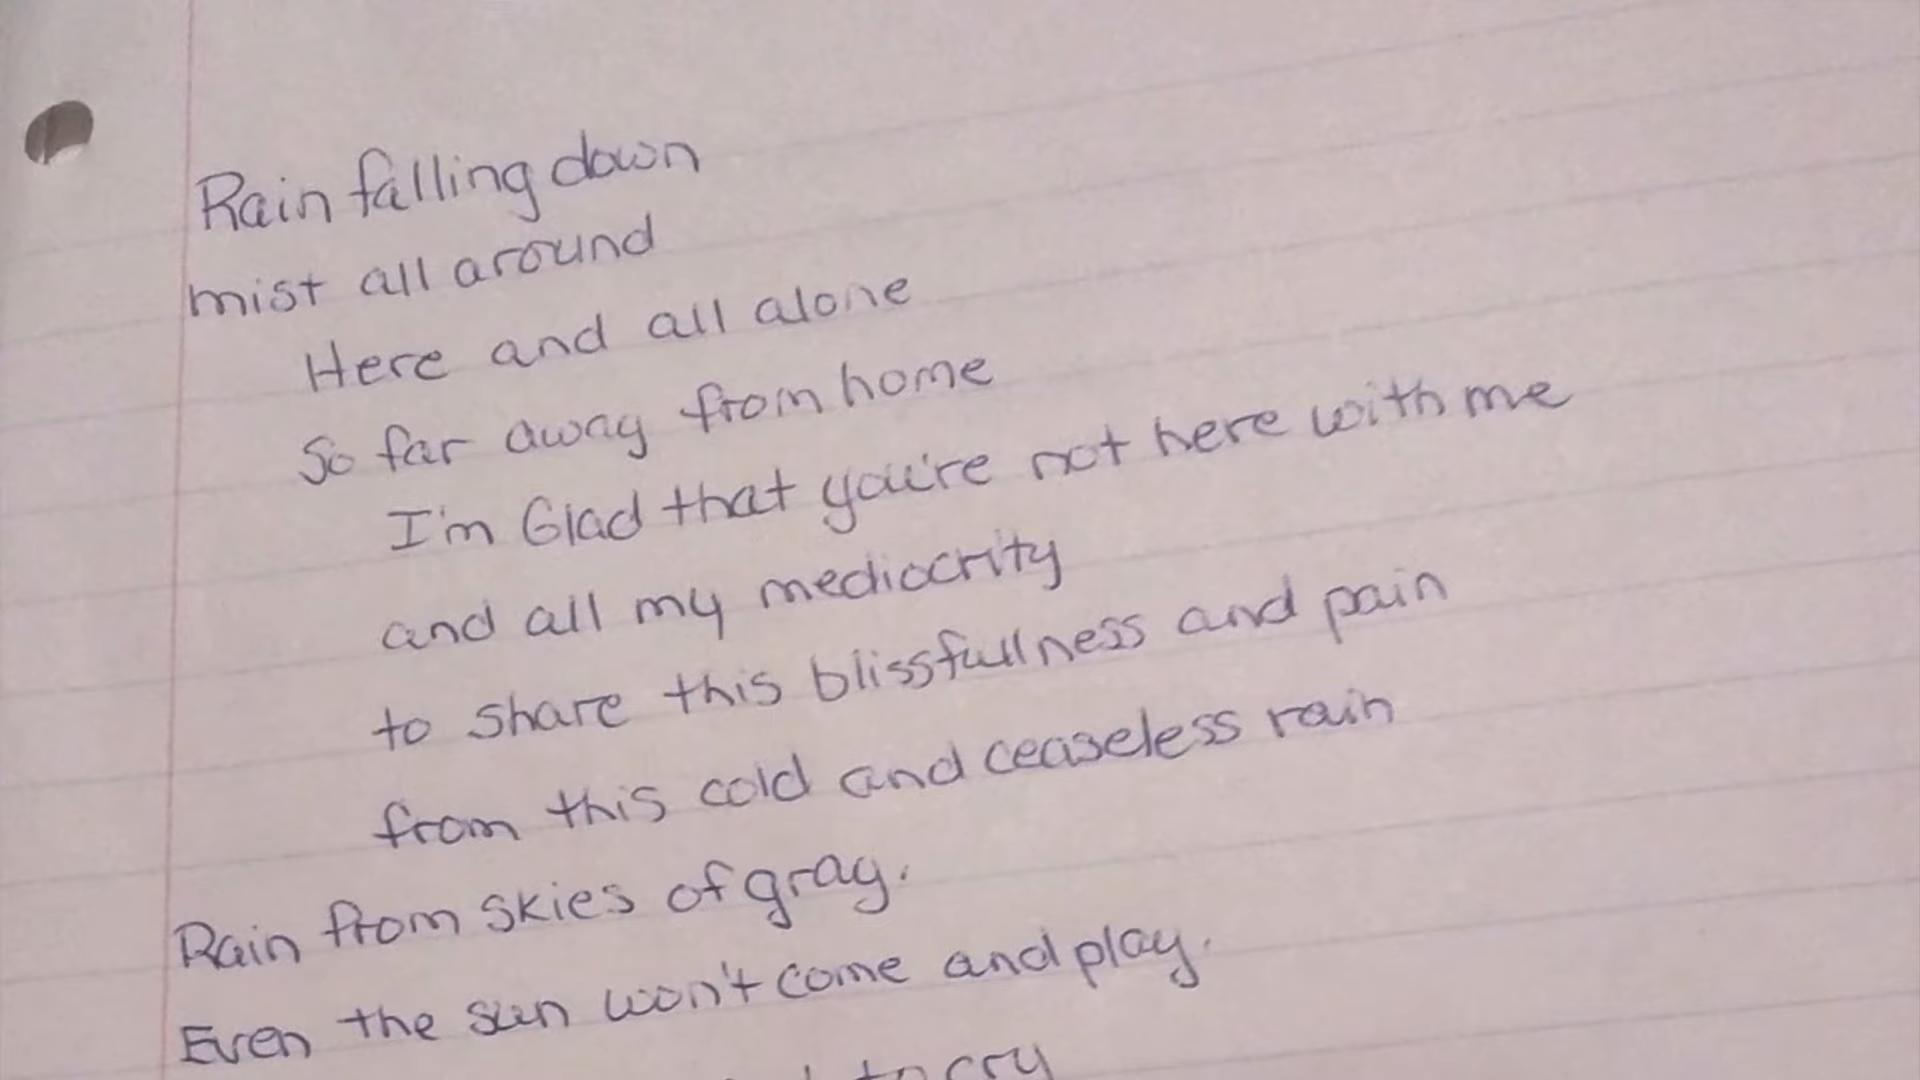 Rain falling down
mist all around
Here and all alone
So far away from home
I'm Glad that you're not here with me
and all my mediocrity
to share this blissfullness and pain
from this cold and ceaseless rain
Rain from skies of gray.
Even the sun won't come and play.
to cry